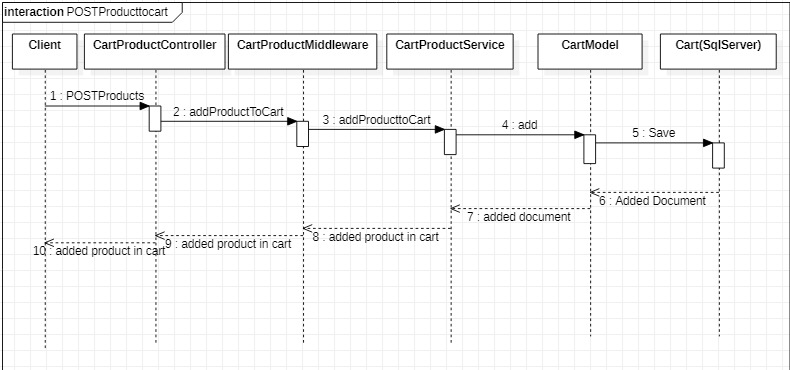 interaction POSTProducttocart
Client
CartProductController
CartProductMiddleware
CartProductService
CartModel
Cart(SqlServer)
1 : POSTProducts
2 : addProductToCart
3 : addProducttoCart
4 : add
5 : Save
6 : Added Document
7 : added document
8 : added product in cart
9 : added product in cart
10 : added product in cart